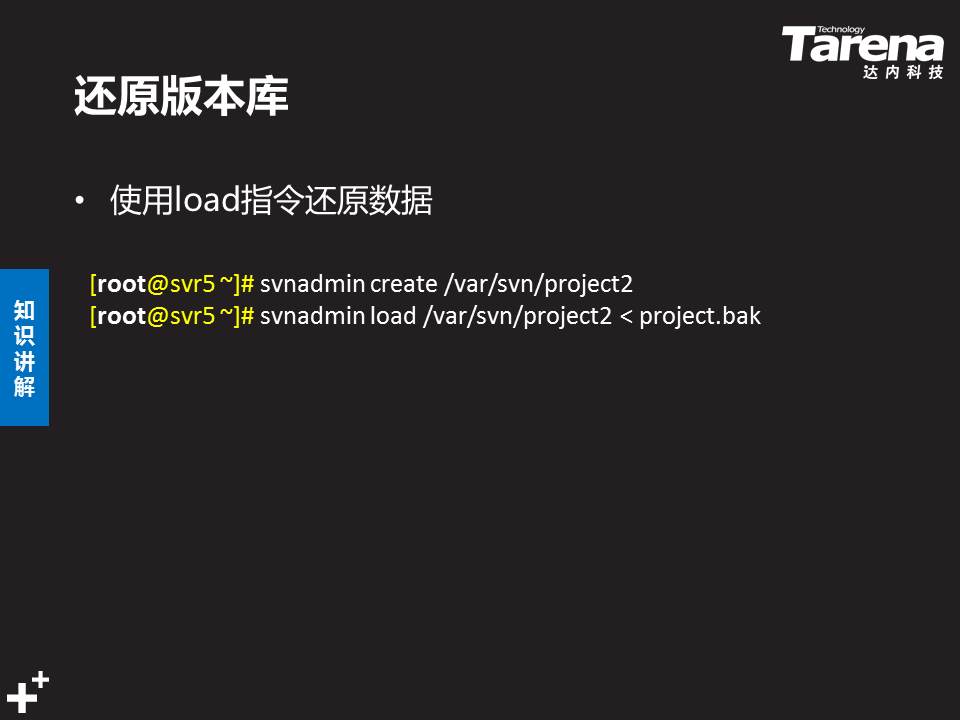 Technology
Tarena
达内科技
还原版本库
• 使用load指令还原数据
[root@svr5 ~]# svnadmin create /var/svn/project2
[root@svr5 ~]# svnadmin load /var/svn/project2 < project.bak
知识讲解